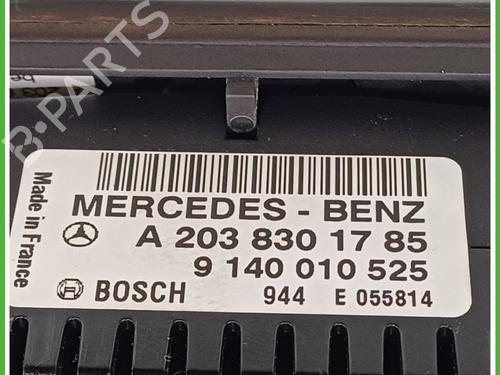 B-PARTS
MERCEDES - BENZ
A 203 830 17 85
9 140 010 525
BOSCH 944 E 055814
Made in France